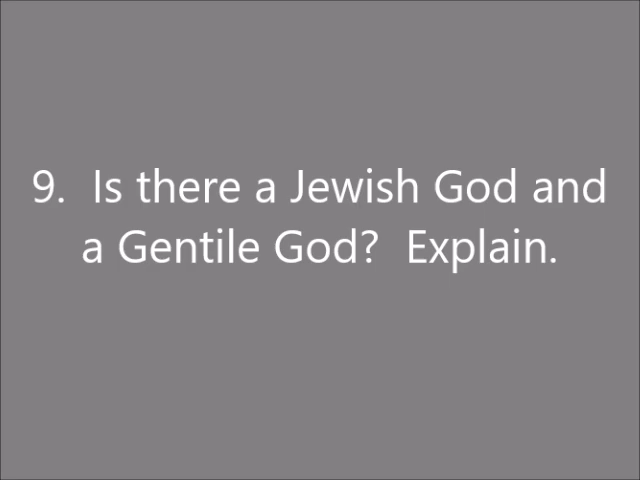 9.  Is there a Jewish God and
a Gentile God?  Explain.